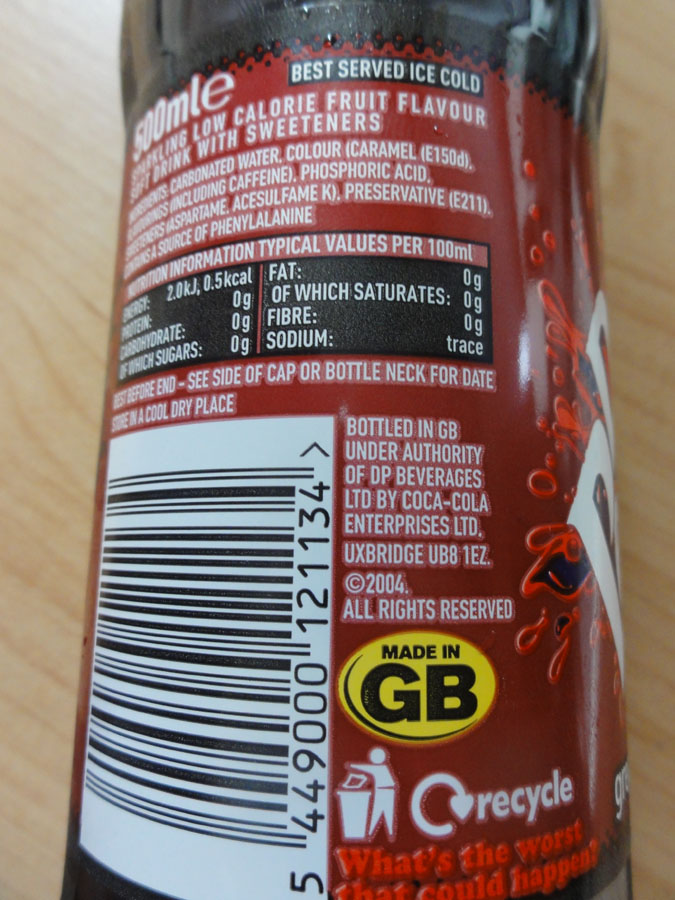 BEST SERVED ICE COLD
500ml e
SPARKLING LOW CALORIE FRUIT FLAVOUR
SOFT DRINK WITH SWEETENERS
INGREDIENTS: CARBONATED WATER, COLOUR (CARAMEL (E150d),
FLAVOURINGS (INCLUDING CAFFEINE), PHOSPHORIC ACID,
SWEETENERS (ASPARTAME, ACESULFAME K), PRESERVATIVE (E211).
CONTAINS A SOURCE OF PHENYLALANINE
NUTRITION INFORMATION TYPICAL VALUES PER 100ml
ENERGY: 2.0kJ, 0.5kcal
PROTEIN: 0g
CARBOHYDRATE: 0g
OF WHICH SUGARS: 0g
FAT: 0g
OF WHICH SATURATES: 0g
FIBRE: 0g
SODIUM: trace
BEST BEFORE END - SEE SIDE OF CAP OR BOTTLE NECK FOR DATE
STORE IN A COOL DRY PLACE
BOTTLED IN GB
UNDER AUTHORITY
OF DP BEVERAGES
LTD BY COCA-COLA
ENTERPRISES LTD,
UXBRIDGE UB8 1EZ.
©2004.
ALL RIGHTS RESERVED
5 449000 121134 >
MADE IN
GB
recycle
What's the worst
that could happen?